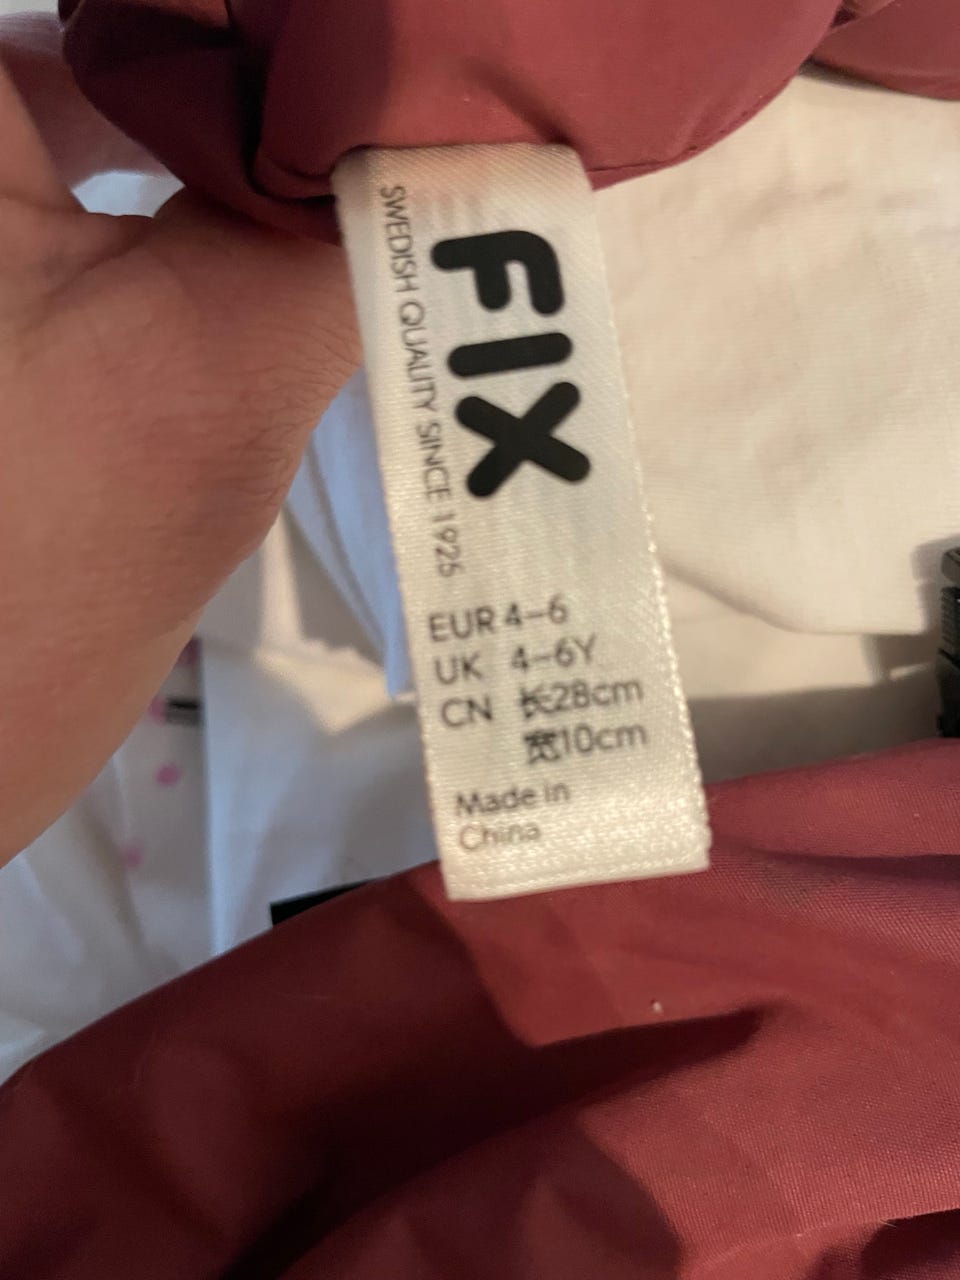 FIX
SWEDISH QUALITY SINCE 1925
EUR 4-6
UK 4-6Y
CN 长28cm
宽10cm
Made in
China